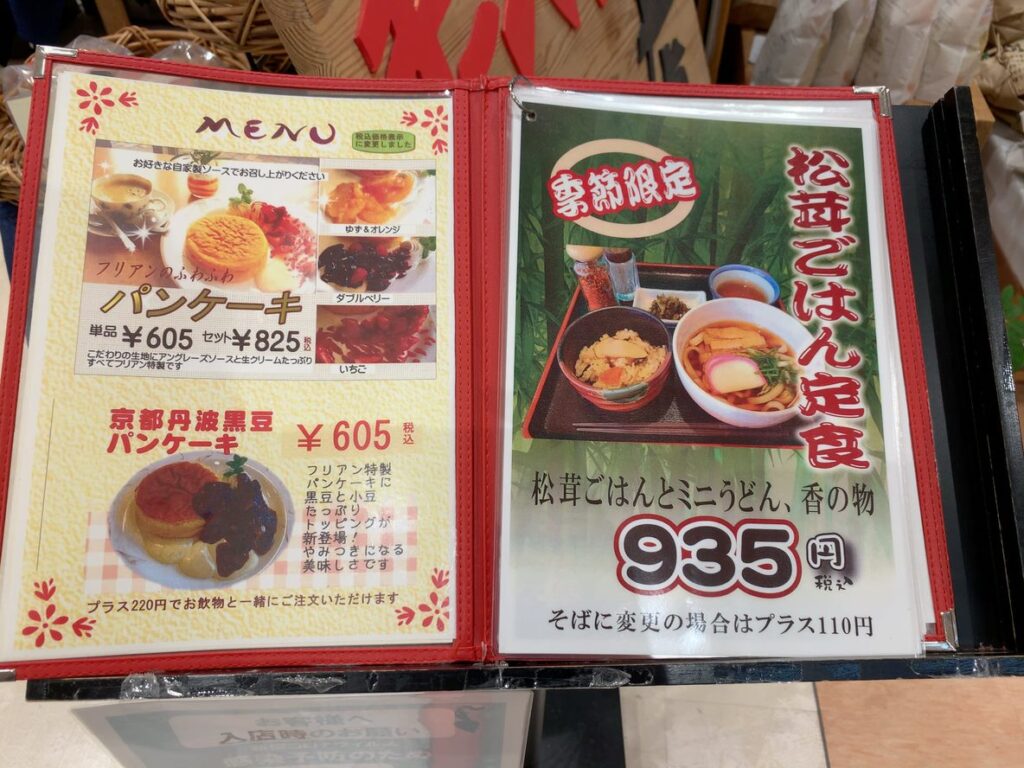 MENU
税込価格表示
に変更しました
お好きな自家製ソースでお召し上がりください
ゆず&オレンジ
ダブルベリー
いちご
フリアンのふわふわ
パンケーキ
単品 ¥605 セット ¥825 税込
こだわりの生地にアングレーズソースと生クリームたっぷり
すべてフリアン特製です
京都丹波黒豆
パンケーキ
¥605 税込
フリアン特製
パンケーキに
黒豆と小豆
たっぷり
トッピングが
新登場!
やみつきになる
美味しさです
プラス220円でお飲物と一緒にご注文いただけます
季節限定
松茸ごはん定食
松茸ごはんとミニうどん、香の物
935円
税込
そばに変更の場合はプラス110円
お客様へ
入店時のお願い